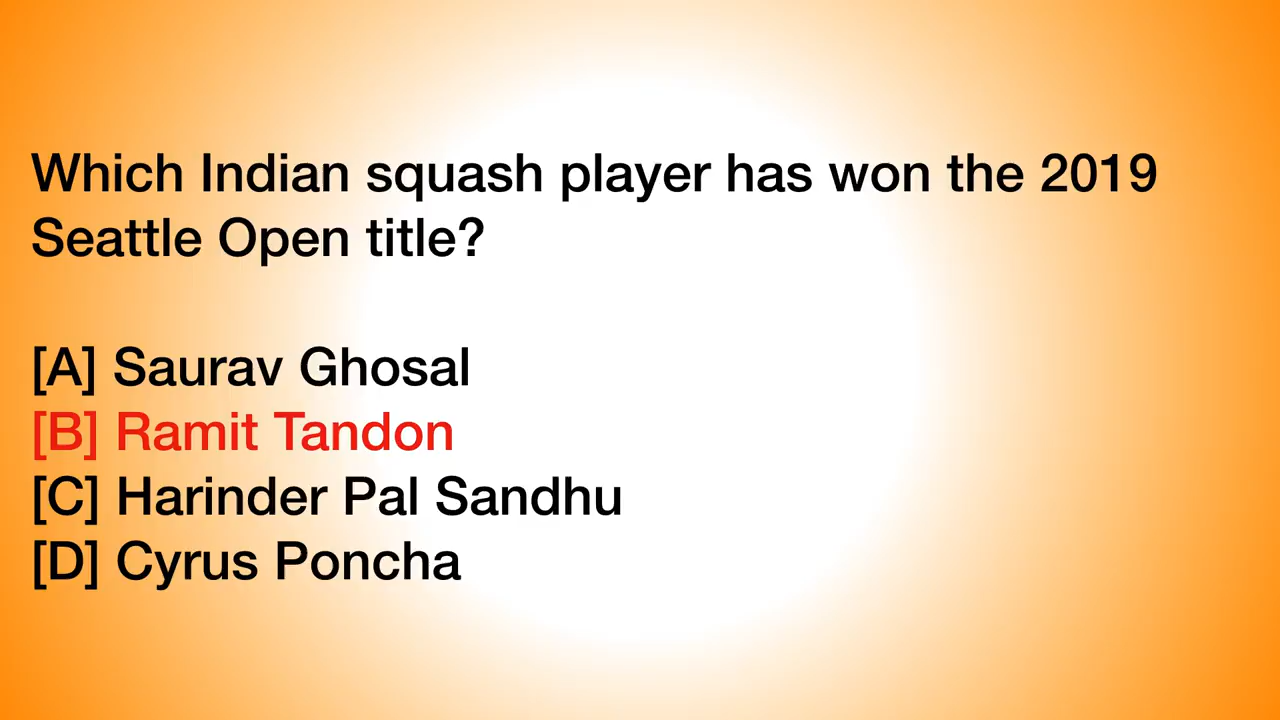 Which Indian squash player has won the 2019
Seattle Open title?
[A] Saurav Ghosal
[B] Ramit Tandon
[C] Harinder Pal Sandhu
[D] Cyrus Poncha